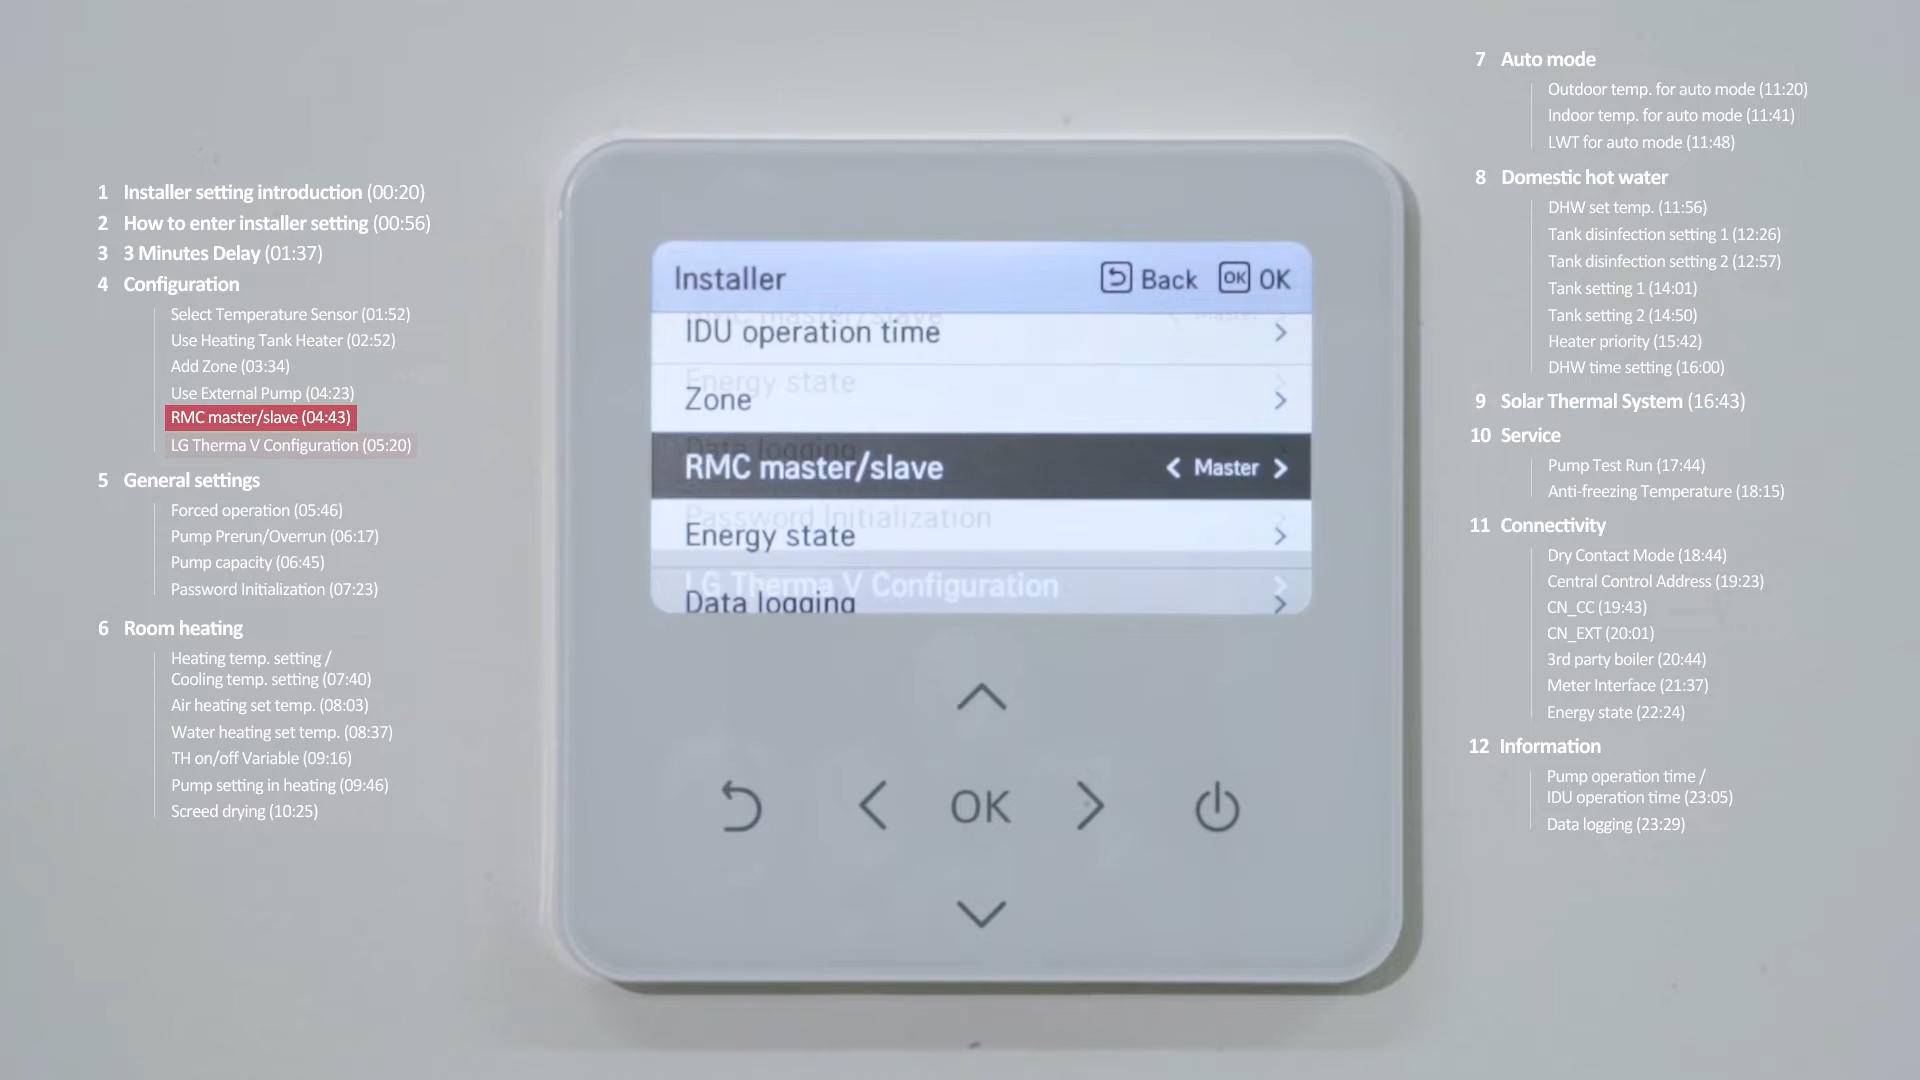 1 Installer setting introduction (00:20)
2 How to enter installer setting (00:56)
3 3 Minutes Delay (01:37)
4 Configuration
Select Temperature Sensor (01:52)
Use Heating Tank Heater (02:52)
Add Zone (03:34)
Use External Pump (04:23)
RMC master/slave (04:43)
LG Therma V Configuration (05:20)
5 General settings
Forced operation (05:46)
Pump Prerun/Overrun (06:17)
Pump capacity (06:45)
Password Initialization (07:23)
6 Room heating
Heating temp. setting /
Cooling temp. setting (07:40)
Air heating set temp. (08:03)
Water heating set temp. (08:37)
TH on/off Variable (09:16)
Pump setting in heating (09:46)
Screed drying (10:25)
Installer Back OK OK
RMC master/slave < Master >
IDU operation time >
Energy state >
Zone >
Data logging
RMC master/slave < Master >
Password Initialization >
Energy state >
LG Therma V Configuration >
Data logging >
OK
7 Auto mode
Outdoor temp. for auto mode (11:20)
Indoor temp. for auto mode (11:41)
LWT for auto mode (11:48)
8 Domestic hot water
DHW set temp. (11:56)
Tank disinfection setting 1 (12:26)
Tank disinfection setting 2 (12:57)
Tank setting 1 (14:01)
Tank setting 2 (14:50)
Heater priority (15:42)
DHW time setting (16:00)
9 Solar Thermal System (16:43)
10 Service
Pump Test Run (17:44)
Anti-freezing Temperature (18:15)
11 Connectivity
Dry Contact Mode (18:44)
Central Control Address (19:23)
CN_CC (19:43)
CN_EXT (20:01)
3rd party boiler (20:44)
Meter Interface (21:37)
Energy state (22:24)
12 Information
Pump operation time /
IDU operation time (23:05)
Data logging (23:29)